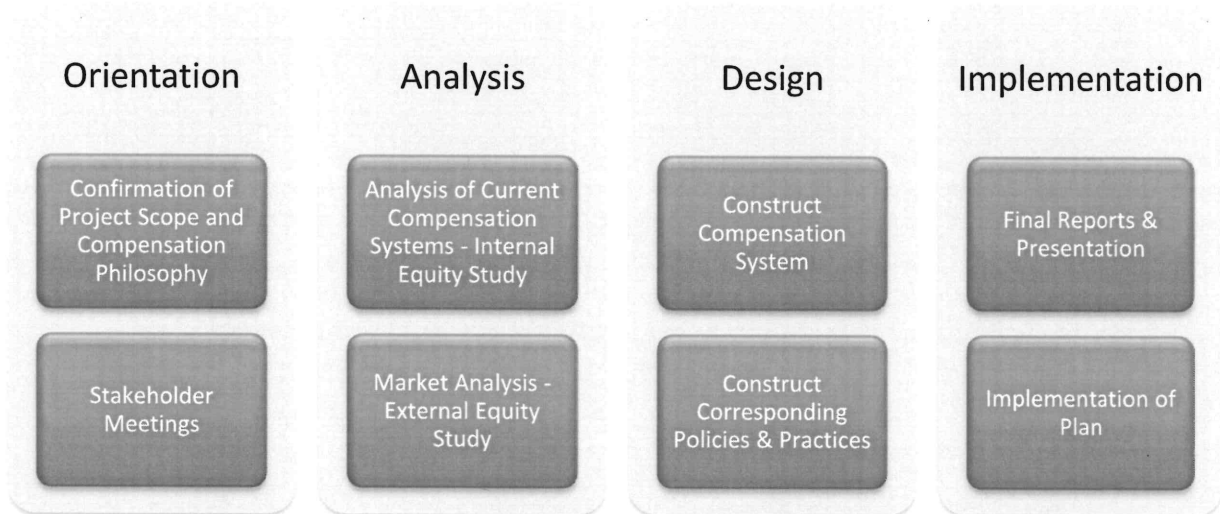 Orientation
Confirmation of
Project Scope and
Compensation
Philosophy
Stakeholder
Meetings
Analysis
Analysis of Current
Compensation
Systems - Internal
Equity Study
Market Analysis -
External Equity
Study
Design
Construct
Compensation
System
Construct
Corresponding
Policies & Practices
Implementation
Final Reports &
Presentation
Implementation of
Plan